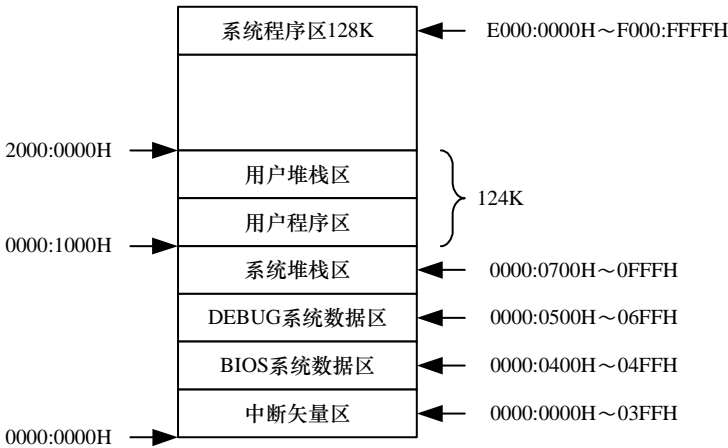 系统程序区128K
E000:0000H～F000:FFFFH
2000:0000H
用户堆栈区
124K
用户程序区
0000:1000H
系统堆栈区
0000:0700H～0FFFH
DEBUG系统数据区
0000:0500H～06FFH
BIOS系统数据区
0000:0400H～04FFH
中断矢量区
0000:0000H～03FFH
0000:0000H